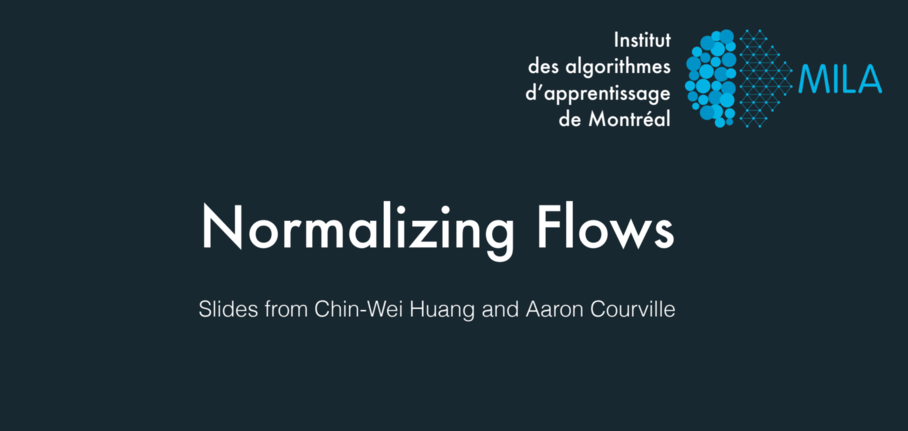 Institut
des algorithmes
d'apprentissage
de Montréal
MILA
Normalizing Flows
Slides from Chin-Wei Huang and Aaron Courville